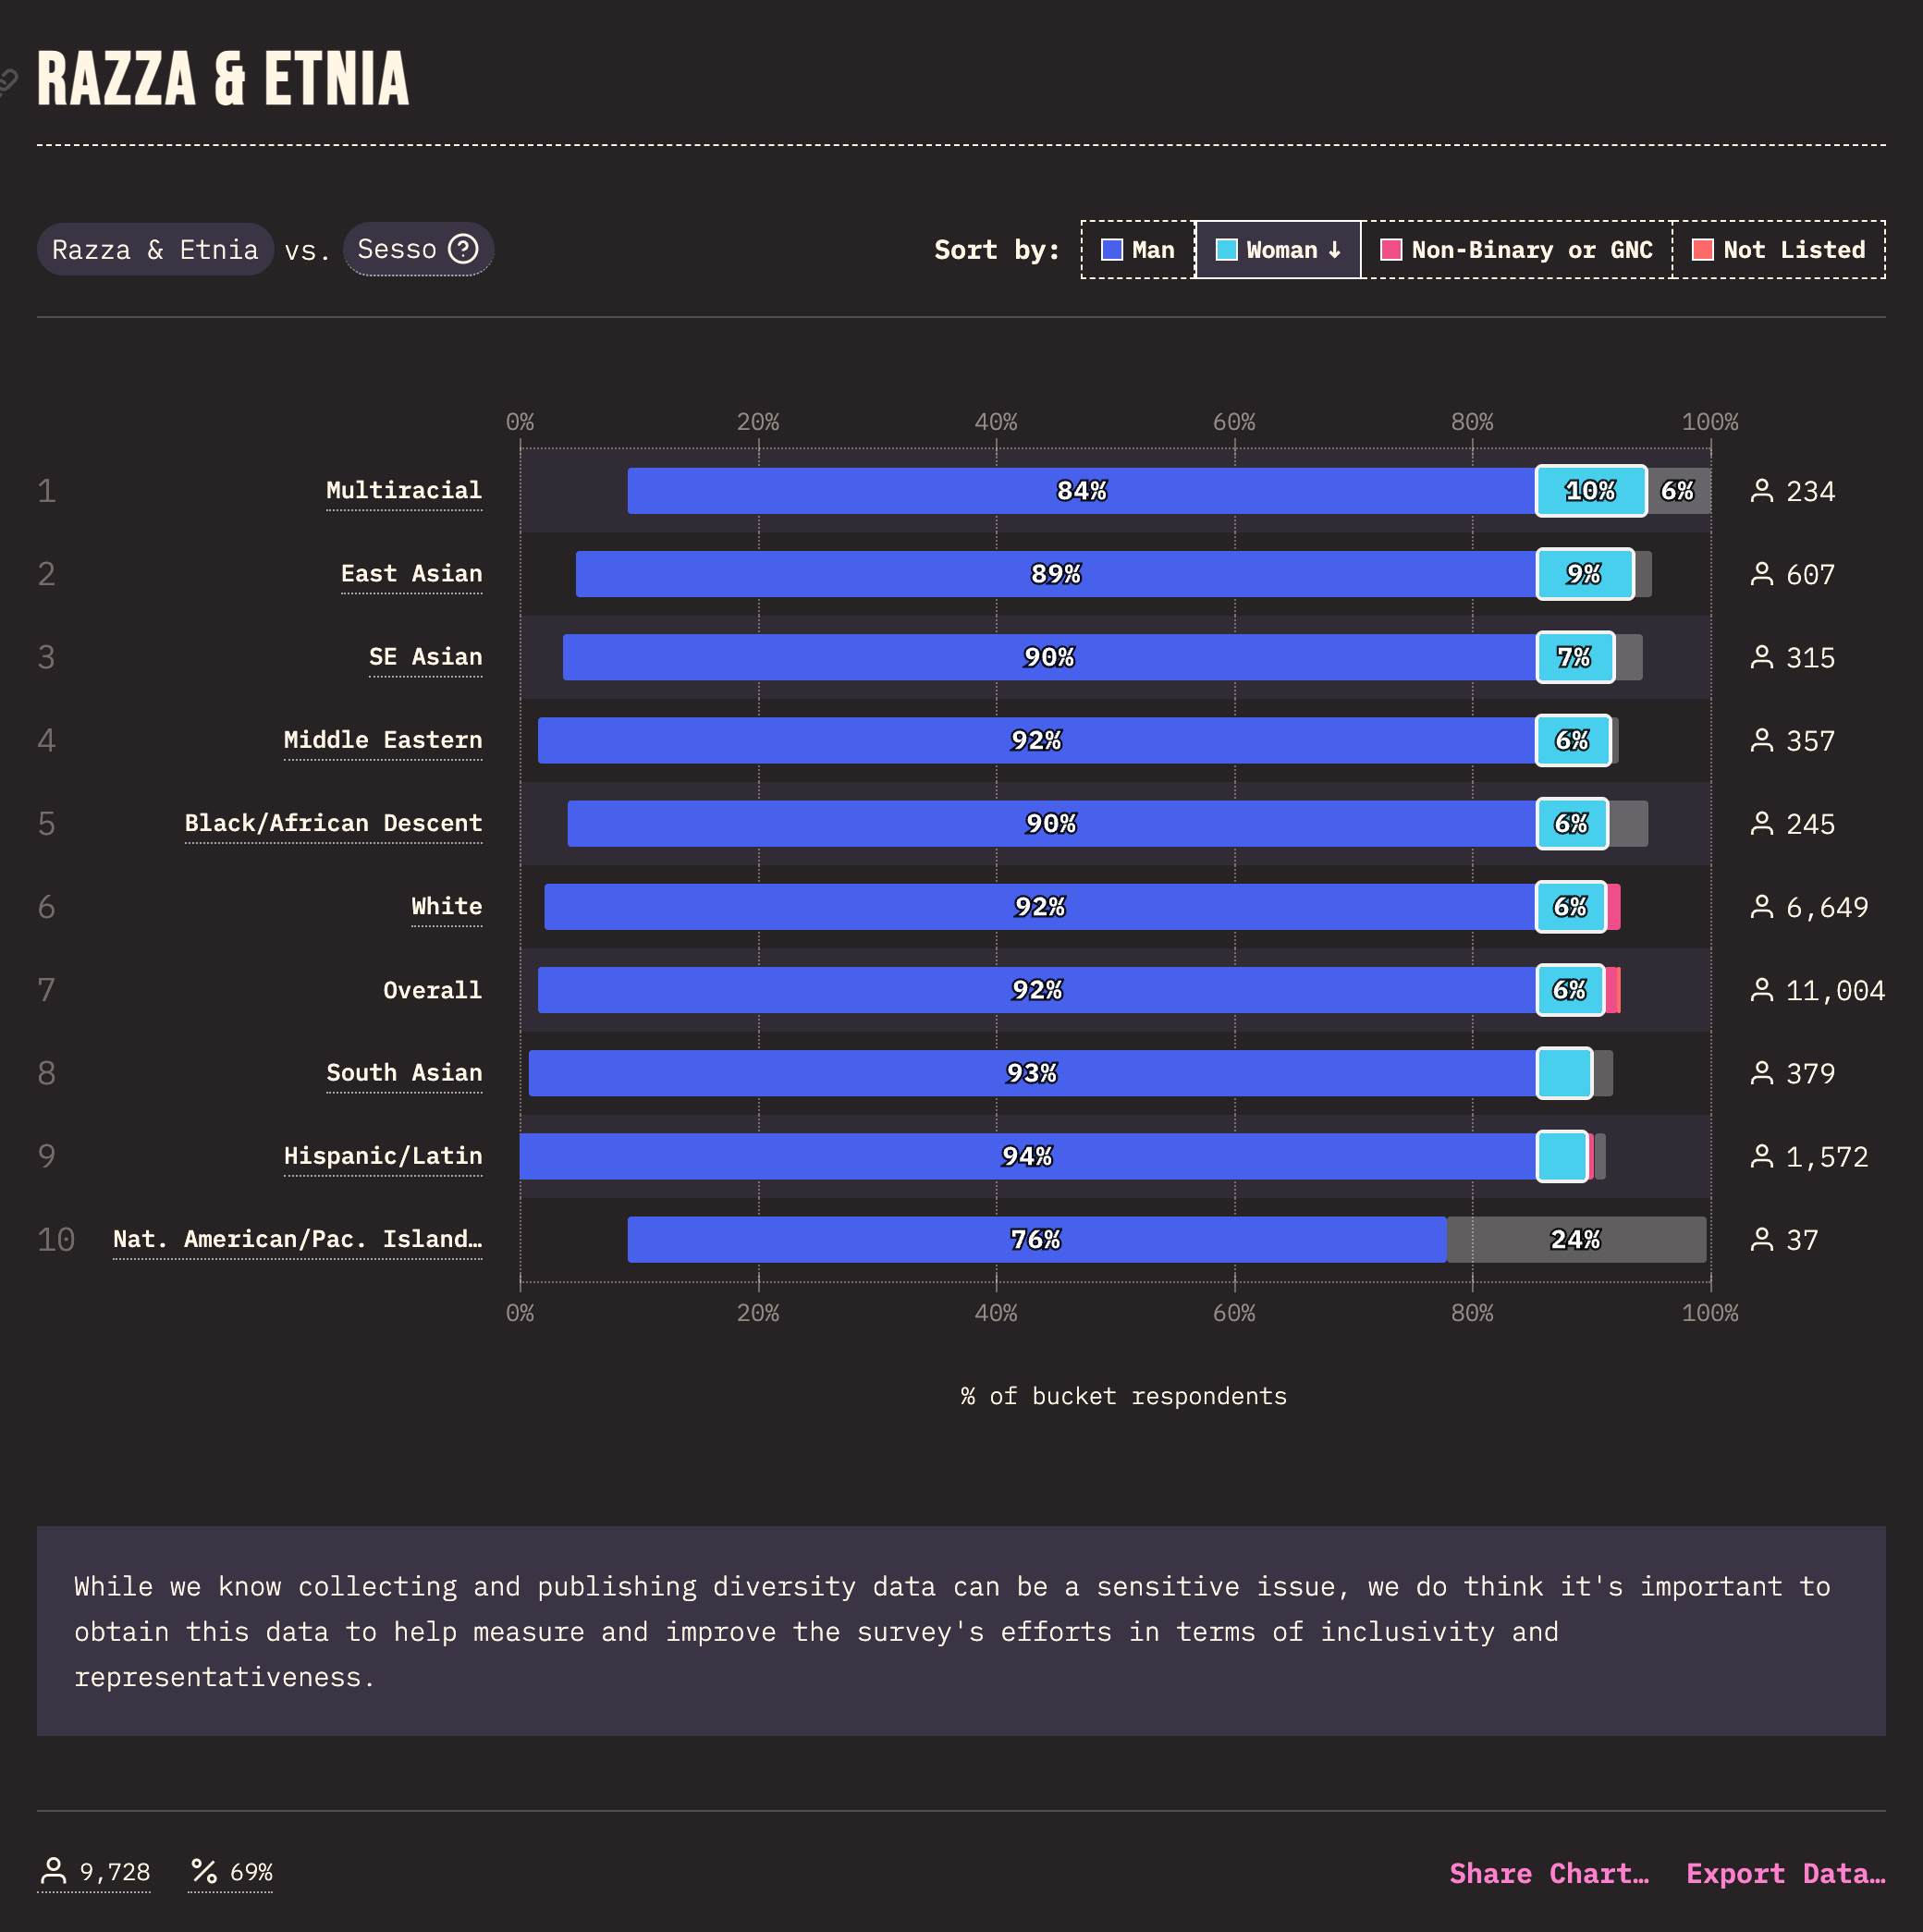 RAZZA & ETNIA
Razza & Etnia vs. Sesso ? Sort by: Man Woman ↓ Non-Binary or GNC Not Listed
0% 20% 40% 60% 80% 100%
1 Multiracial 84% 10% 6% 234
2 East Asian 89% 9% 607
3 SE Asian 90% 7% 315
4 Middle Eastern 92% 6% 357
5 Black/African Descent 90% 6% 245
6 White 92% 6% 6,649
7 Overall 92% 6% 11,004
8 South Asian 93% 379
9 Hispanic/Latin 94% 1,572
10 Nat. American/Pac. Island… 76% 24% 37
0% 20% 40% 60% 80% 100%
% of bucket respondents
While we know collecting and publishing diversity data can be a sensitive issue, we do think it's important to
obtain this data to help measure and improve the survey's efforts in terms of inclusivity and
representativeness.
9,728 % 69% Share Chart… Export Data…